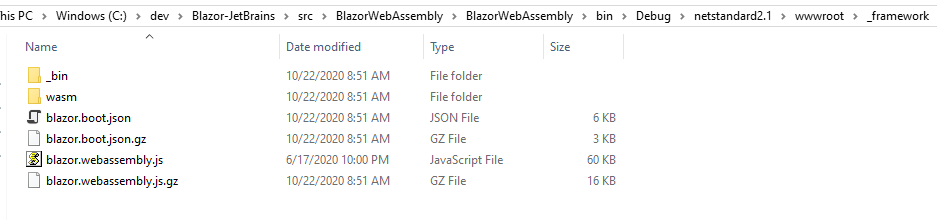 his PC > Windows (C:) > dev > Blazor-JetBrains > src > BlazorWebAssembly > BlazorWebAssembly > bin > Debug > netstandard2.1 > wwwroot > _framework
Name Date modified Type Size
_bin 10/22/2020 8:51 AM File folder
wasm 10/22/2020 8:51 AM File folder
blazor.boot.json 10/22/2020 8:51 AM JSON File 6 KB
blazor.boot.json.gz 10/22/2020 8:51 AM GZ File 3 KB
blazor.webassembly.js 6/17/2020 10:00 PM JavaScript File 60 KB
blazor.webassembly.js.gz 10/22/2020 8:51 AM GZ File 16 KB